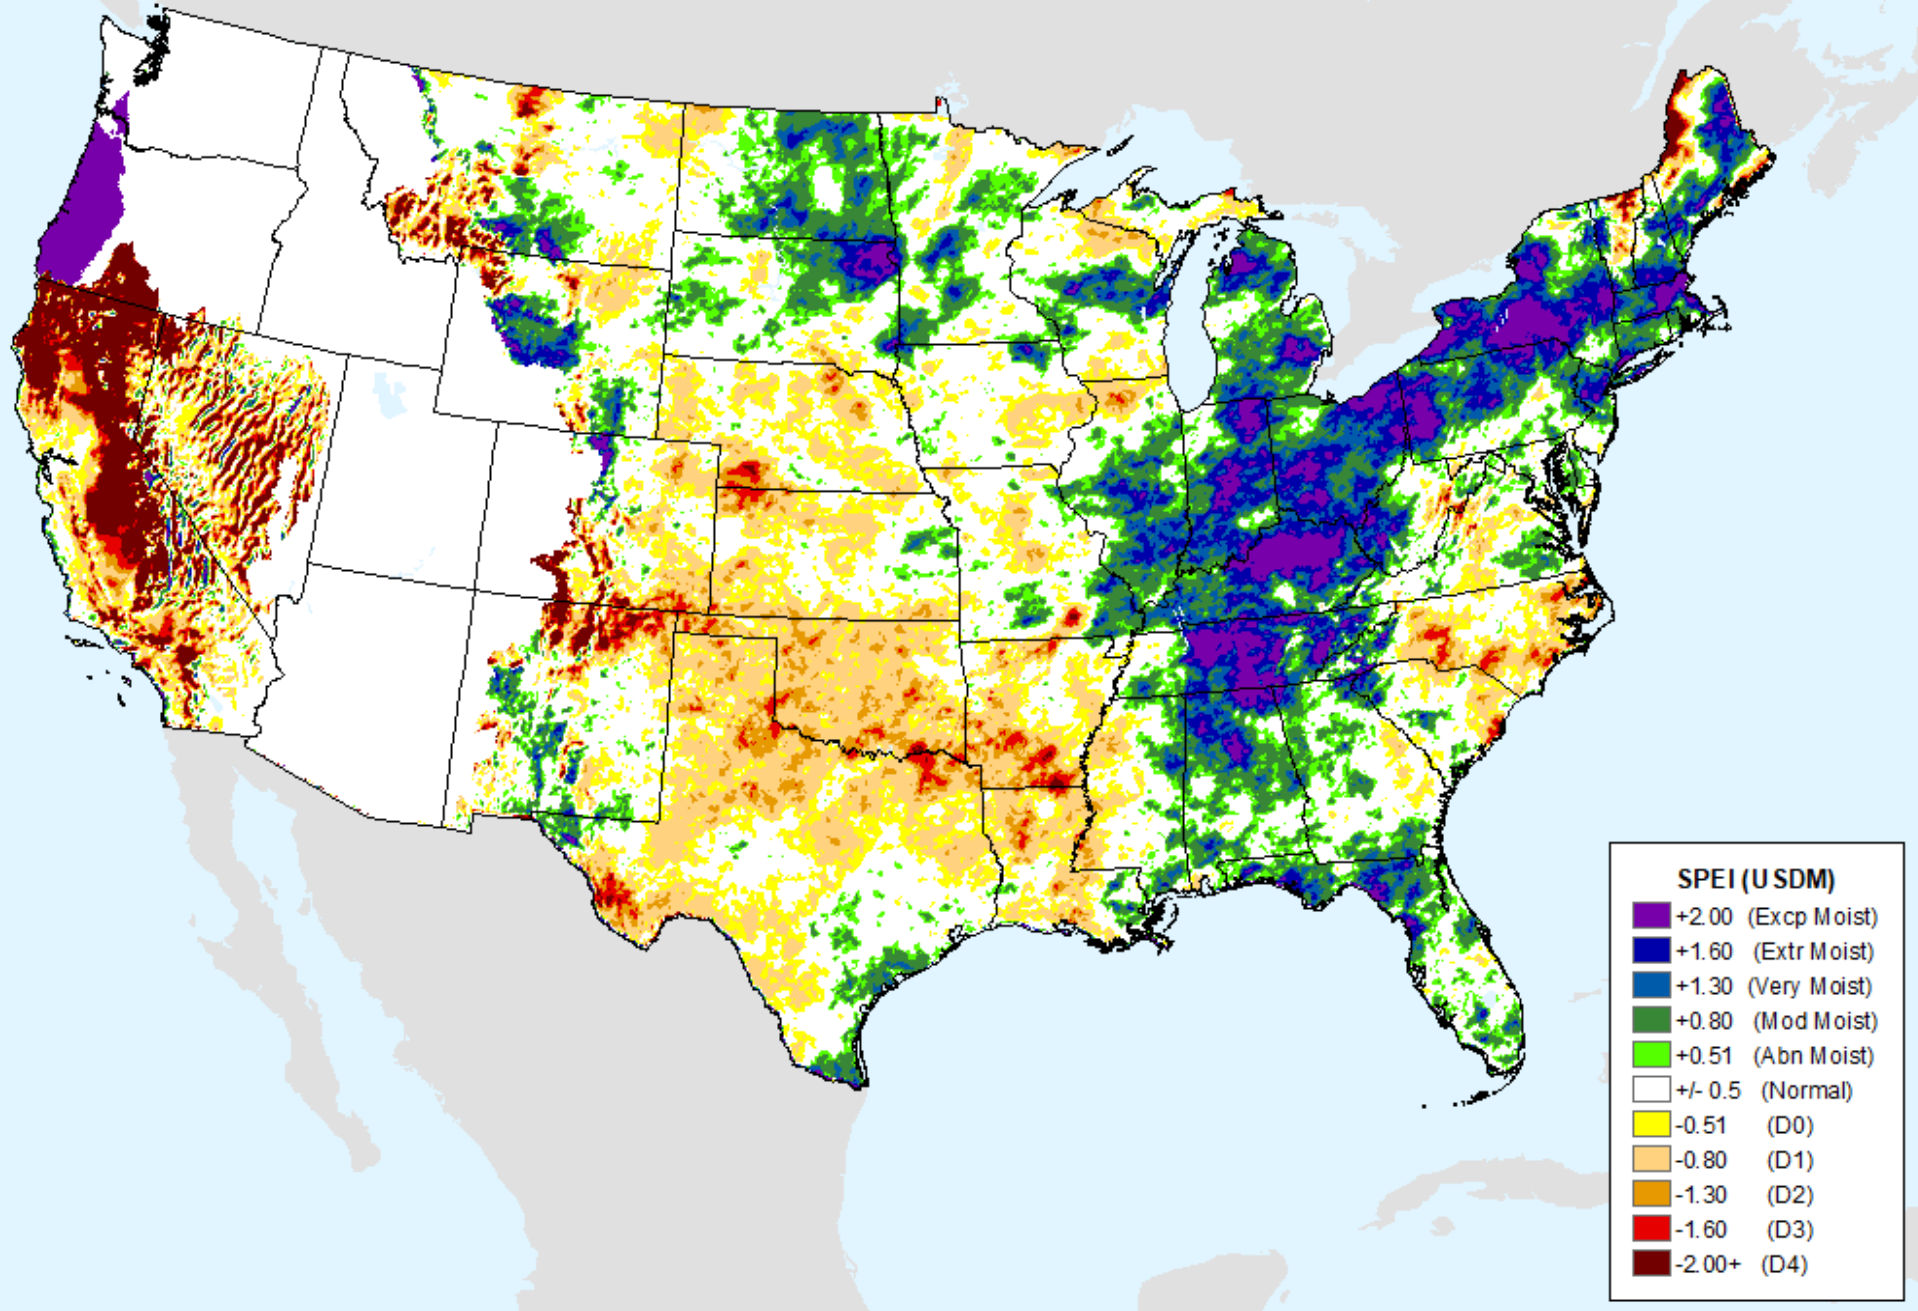 SPEI (USDM)
+2.00 (Excp Moist)
+1.60 (Extr Moist)
+1.30 (Very Moist)
+0.80 (Mod Moist)
+0.51 (Abn Moist)
+/- 0.5 (Normal)
-0.51 (D0)
-0.80 (D1)
-1.30 (D2)
-1.60 (D3)
-2.00+ (D4)